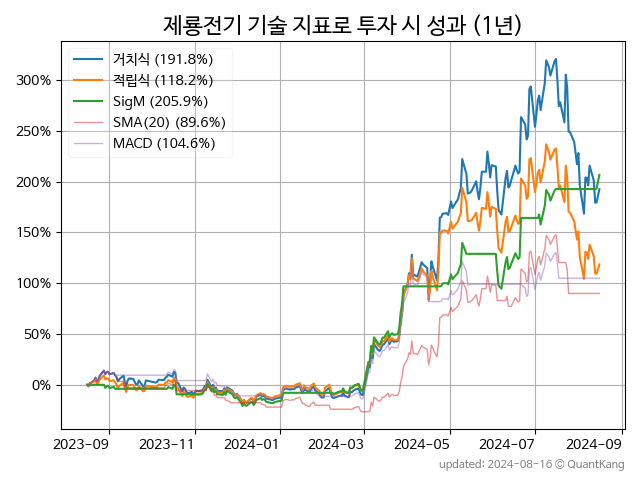 제룡전기 기술 지표로 투자 시 성과 (1년)
거치식 (191.8%)
적립식 (118.2%)
SigM (205.9%)
SMA(20) (89.6%)
MACD (104.6%)
300%
250%
200%
150%
100%
50%
0%
2023-09 2023-11 2024-01 2024-03 2024-05 2024-07 2024-09
updated: 2024-08-16 © QuantKang